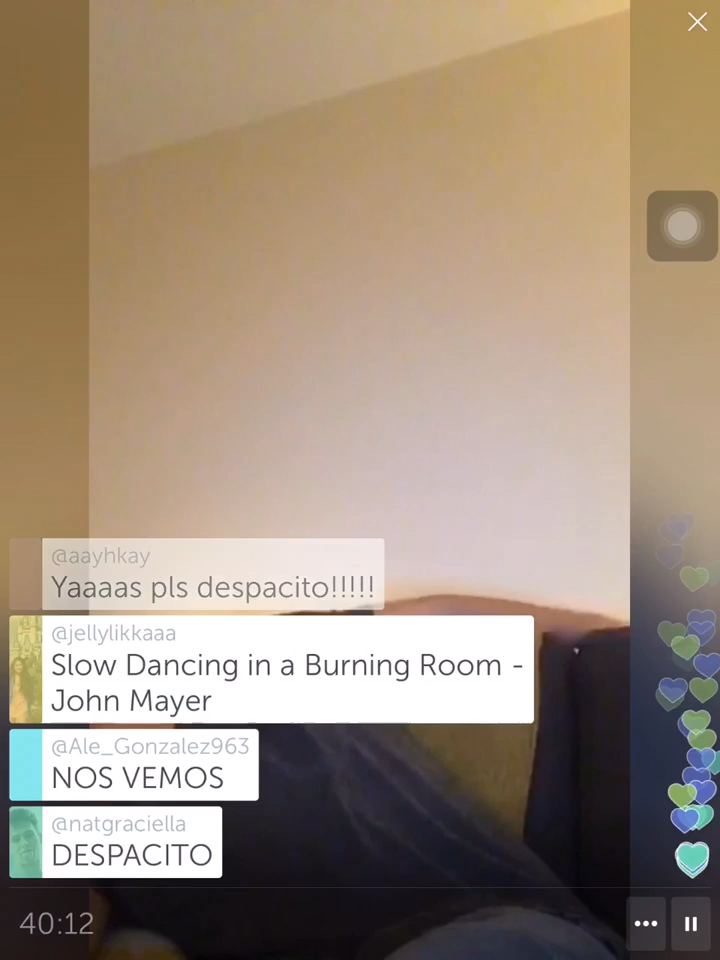 @aayhkay
Yaaaas pls despacito!!!!!
@jellylikkaaa
Slow Dancing in a Burning Room -
John Mayer
@Ale_Gonzalez963
NOS VEMOS
@natgraciella
DESPACITO
40:12